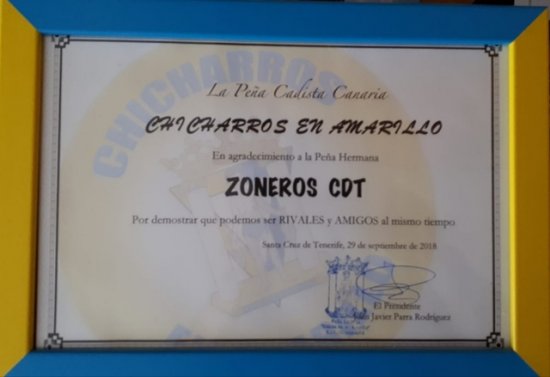 CHICHARROS
La Peña Cadista Canaria
CHICHARROS EN AMARILLO
En agradecimiento a la Peña Hermana
ZONEROS CDT
Por demostrar que podemos ser RIVALES y AMIGOS al mismo tiempo
Santa Cruz de Tenerife, 29 de septiembre de 2018
El Presidente
Javier Parra Rodríguez